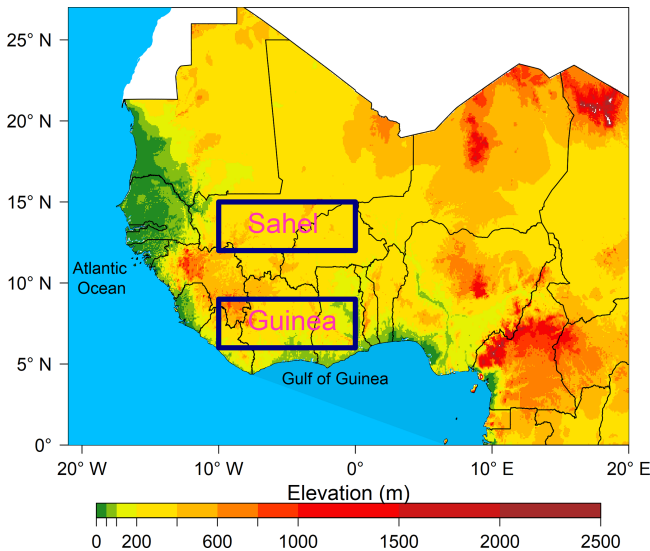 25° N
20° N
15° N
Sahel
10° N
Atlantic
Ocean
Guinea
5° N
Gulf of Guinea
0°
20° W 10° W 0° 10° E 20° E
Elevation (m)
0 200 600 1000 1500 2000 2500